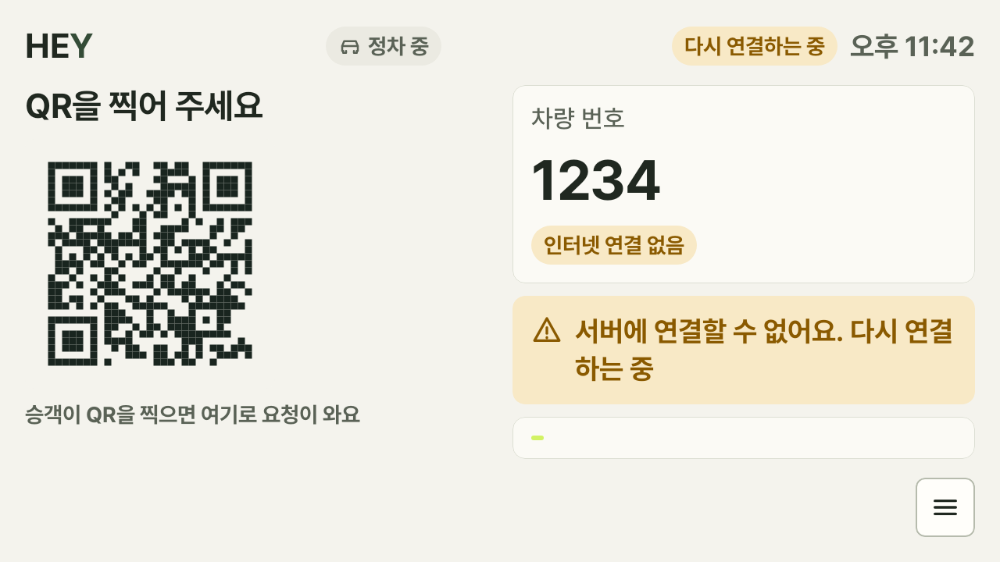 HEY
정차 중
다시 연결하는 중
오후 11:42
QR을 찍어 주세요
승객이 QR을 찍으면 여기로 요청이 와요
차량 번호
1234
인터넷 연결 없음
서버에 연결할 수 없어요. 다시 연결
하는 중